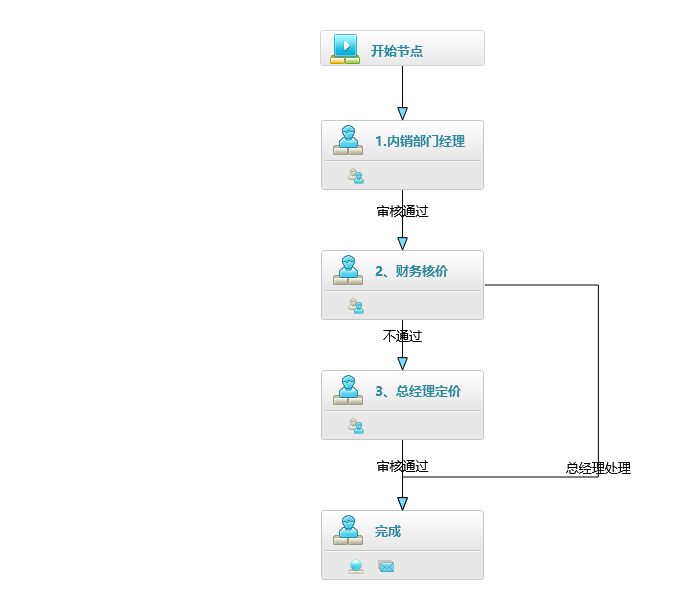 开始节点
1.内销部门经理
审核通过
2、财务核价
不通过
3、总经理定价
审核通过
总经理处理
完成